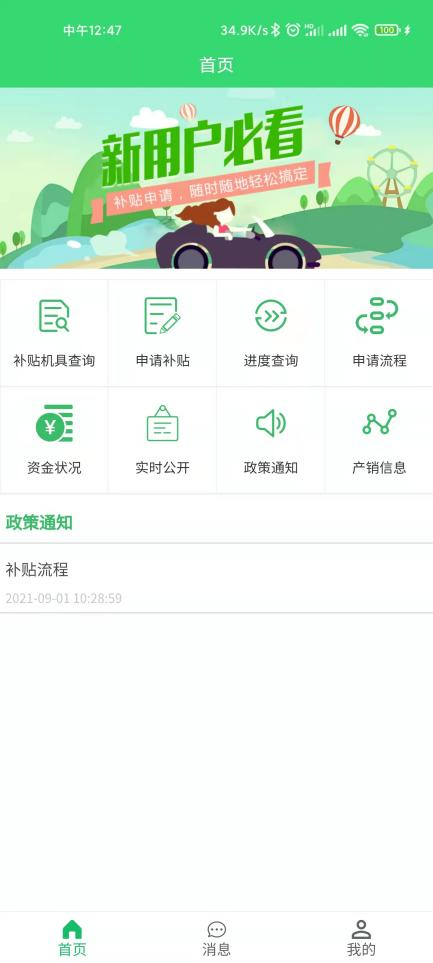 中午12:47
34.9K/s
HD
100
首页
新用户必看
补贴申请，随时随地轻松搞定
补贴机具查询
申请补贴
进度查询
申请流程
¥
资金状况
实时公开
政策通知
产销信息
政策通知
补贴流程
2021-09-01 10:28:59
首页
消息
我的